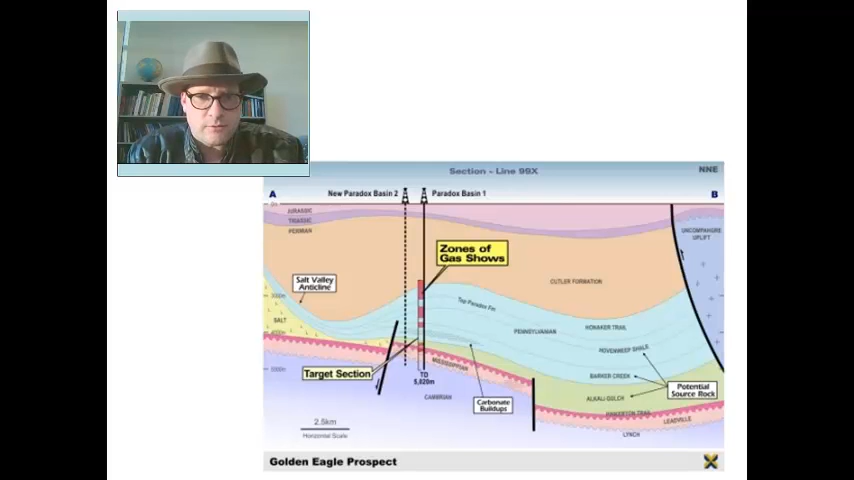 Section - Line 99X
NNE
A
New Paradox Basin 2
Paradox Basin 1
B
0m
JURASSIC
TRIASSIC
PERMIAN
UNCOMPAHGRE
UPLIFT
Zones of
Gas Shows
Salt Valley
Anticline
CUTLER FORMATION
Top Paradox Fm
SALT
PENNSYLVANIAN
HONAKER TRAIL
HOVENWEEP SHALE
Target Section
MISSISSIPPIAN
TD
5,020m
BARKER CREEK
Potential
Source Rock
CAMBRIAN
Carbonate
Buildups
ALKALI GULCH
PINKERTON TRAIL
LEADVILLE
LYNCH
2.5km
Horizontal Scale
Golden Eagle Prospect